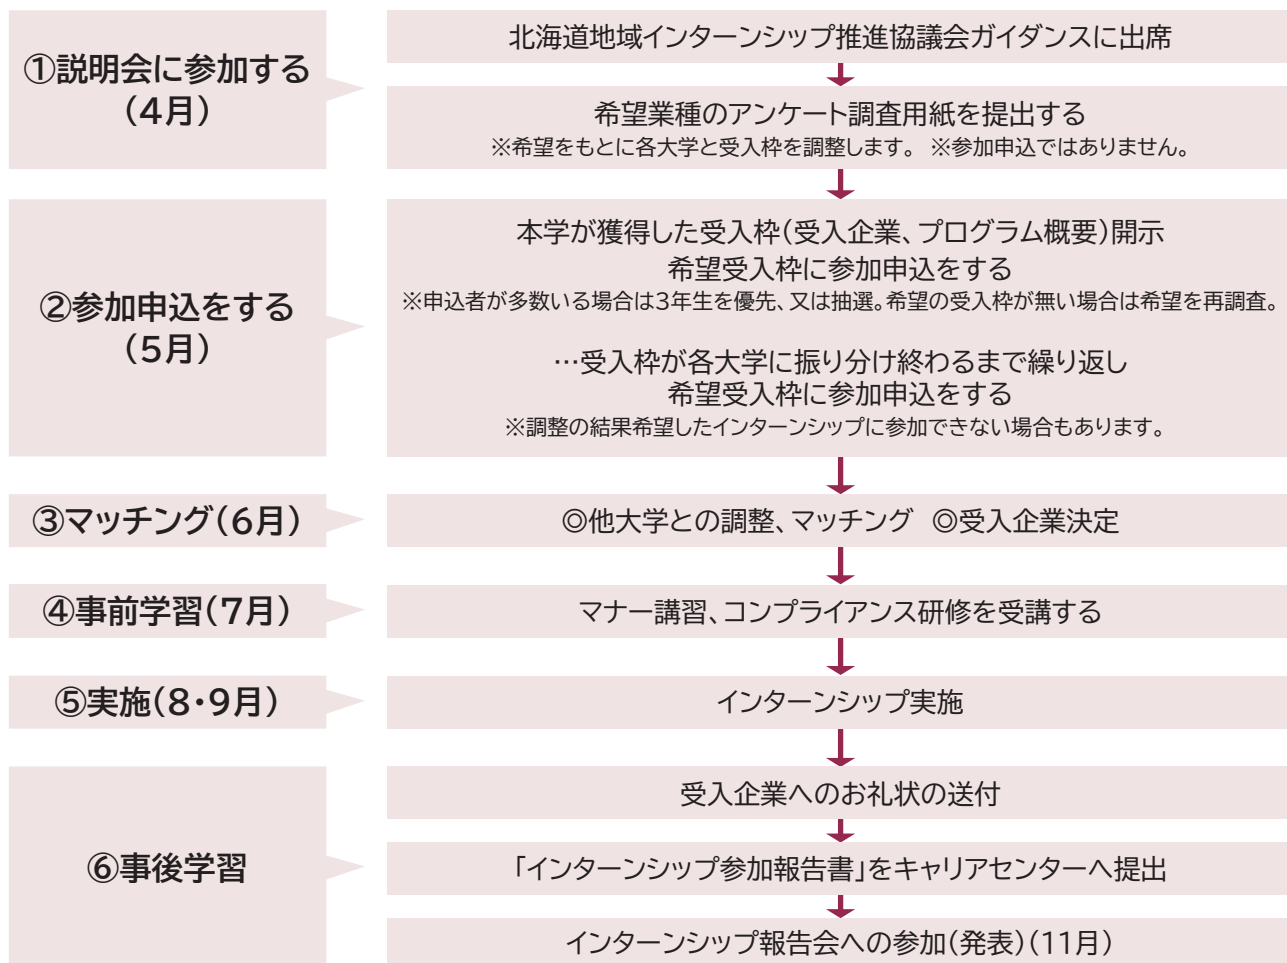 ①説明会に参加する
(4月)
北海道地域インターンシップ推進協議会ガイダンスに出席
希望業種のアンケート調査用紙を提出する
※希望をもとに各大学と受入枠を調整します。 ※参加申込ではありません。
②参加申込をする
(5月)
本学が獲得した受入枠(受入企業、プログラム概要)開示
希望受入枠に参加申込をする
※申込者が多数いる場合は3年生を優先、又は抽選。希望の受入枠が無い場合は希望を再調査。
…受入枠が各大学に振り分け終わるまで繰り返し
希望受入枠に参加申込をする
※調整の結果希望したインターンシップに参加できない場合もあります。
③マッチング(6月)
◎他大学との調整、マッチング ◎受入企業決定
④事前学習(7月)
マナー講習、コンプライアンス研修を受講する
⑤実施(8・9月)
インターンシップ実施
⑥事後学習
受入企業へのお礼状の送付
「インターンシップ参加報告書」をキャリアセンターへ提出
インターンシップ報告会への参加(発表)(11月)